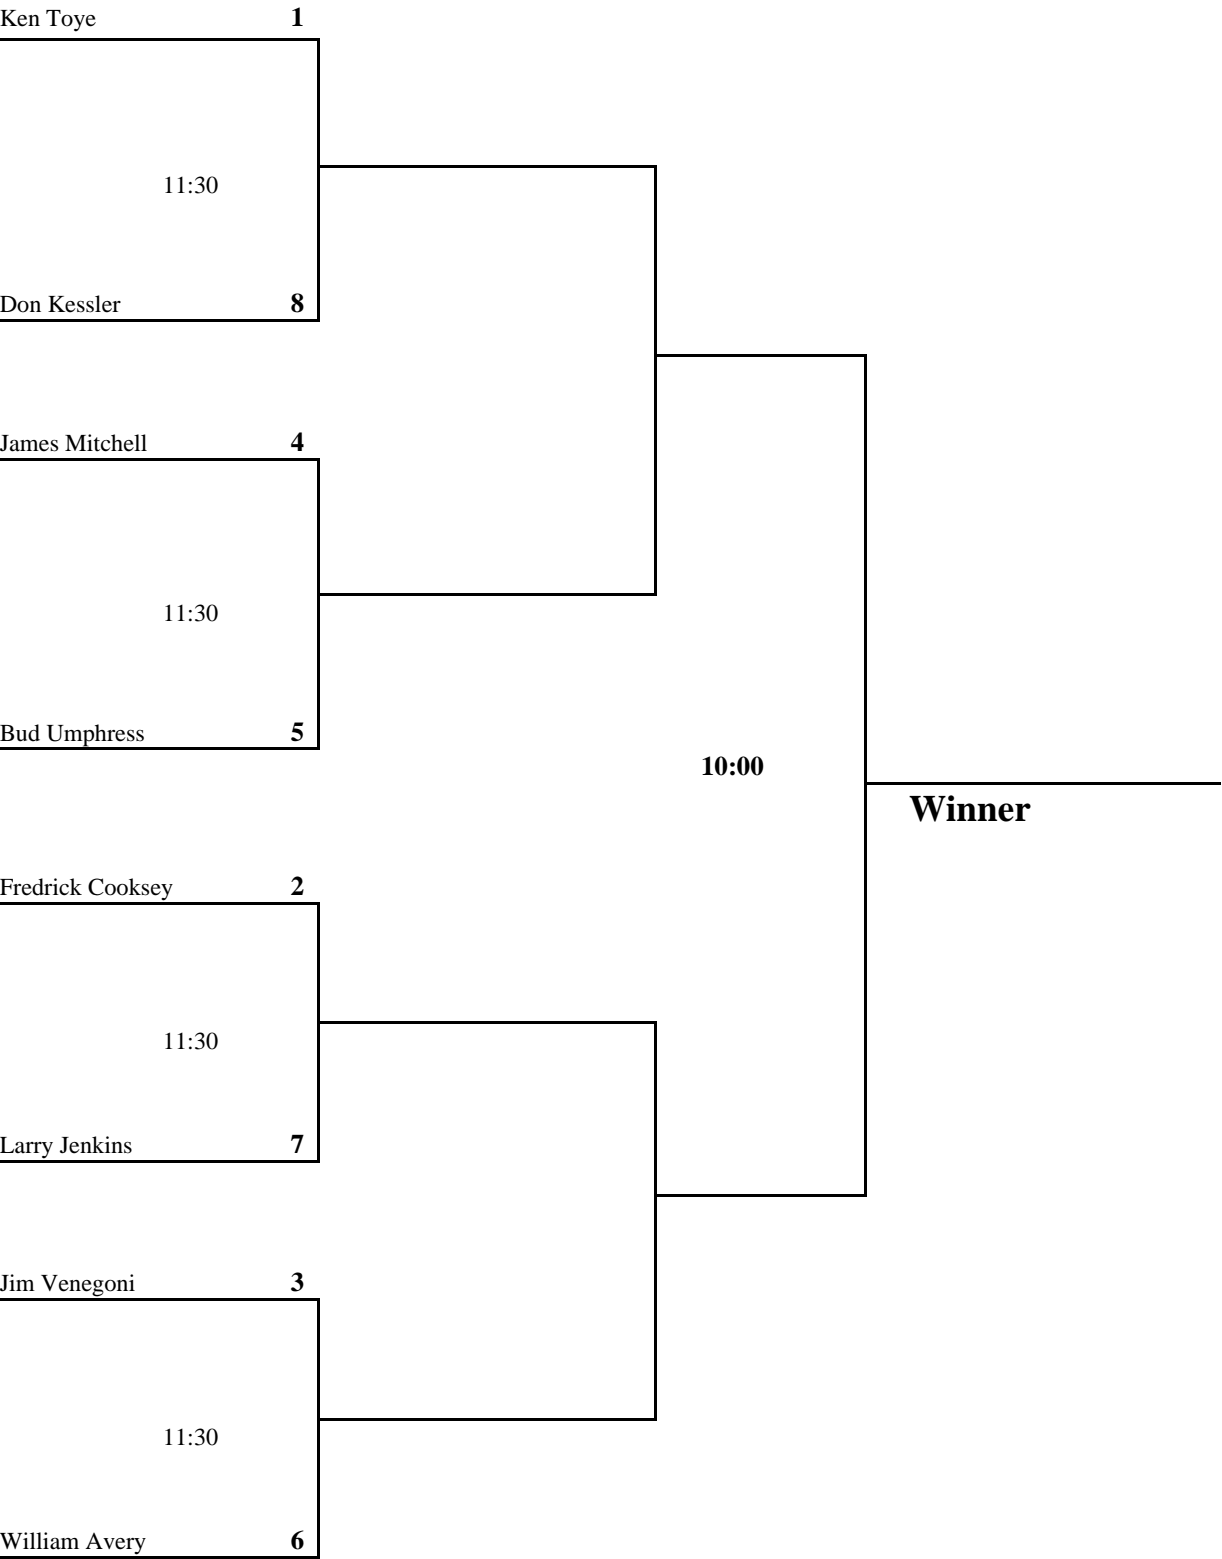 Ken Toye 1
11:30
Don Kessler 8
James Mitchell 4
11:30
Bud Umphress 5
10:00
Winner
Fredrick Cooksey 2
11:30
Larry Jenkins 7
Jim Venegoni 3
11:30
William Avery 6